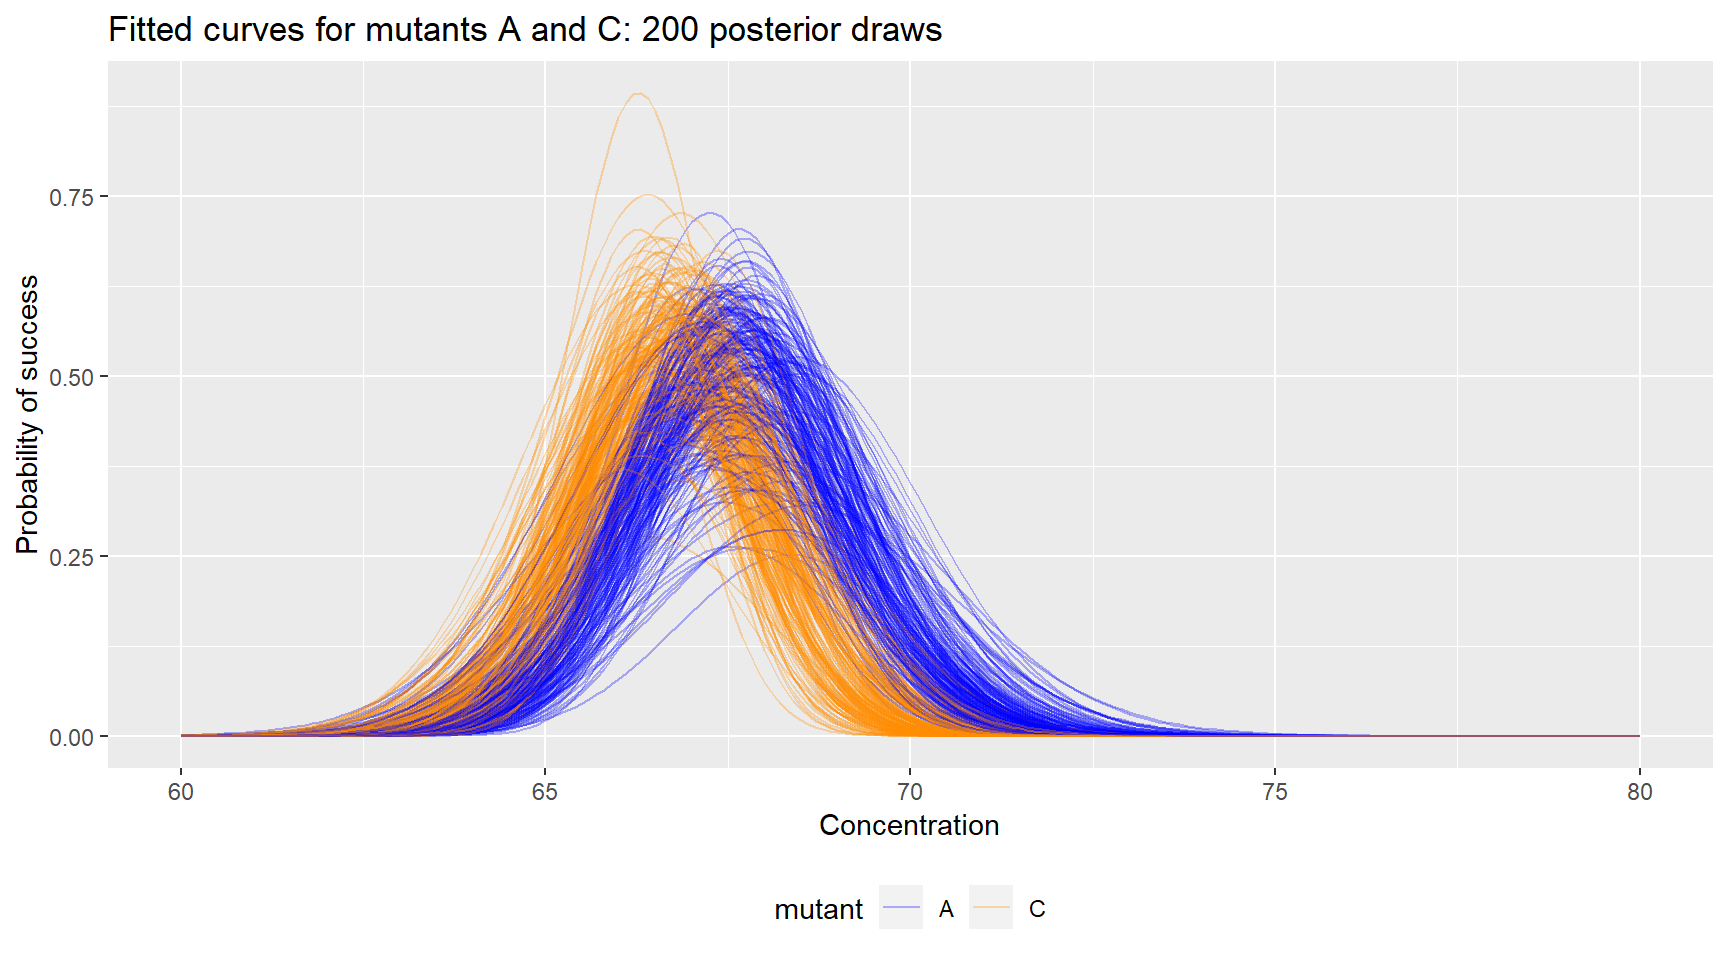 Fitted curves for mutants A and C: 200 posterior draws
Probability of success
0.75
0.50
0.25
0.00
60 65 70 75 80
Concentration
mutant A C